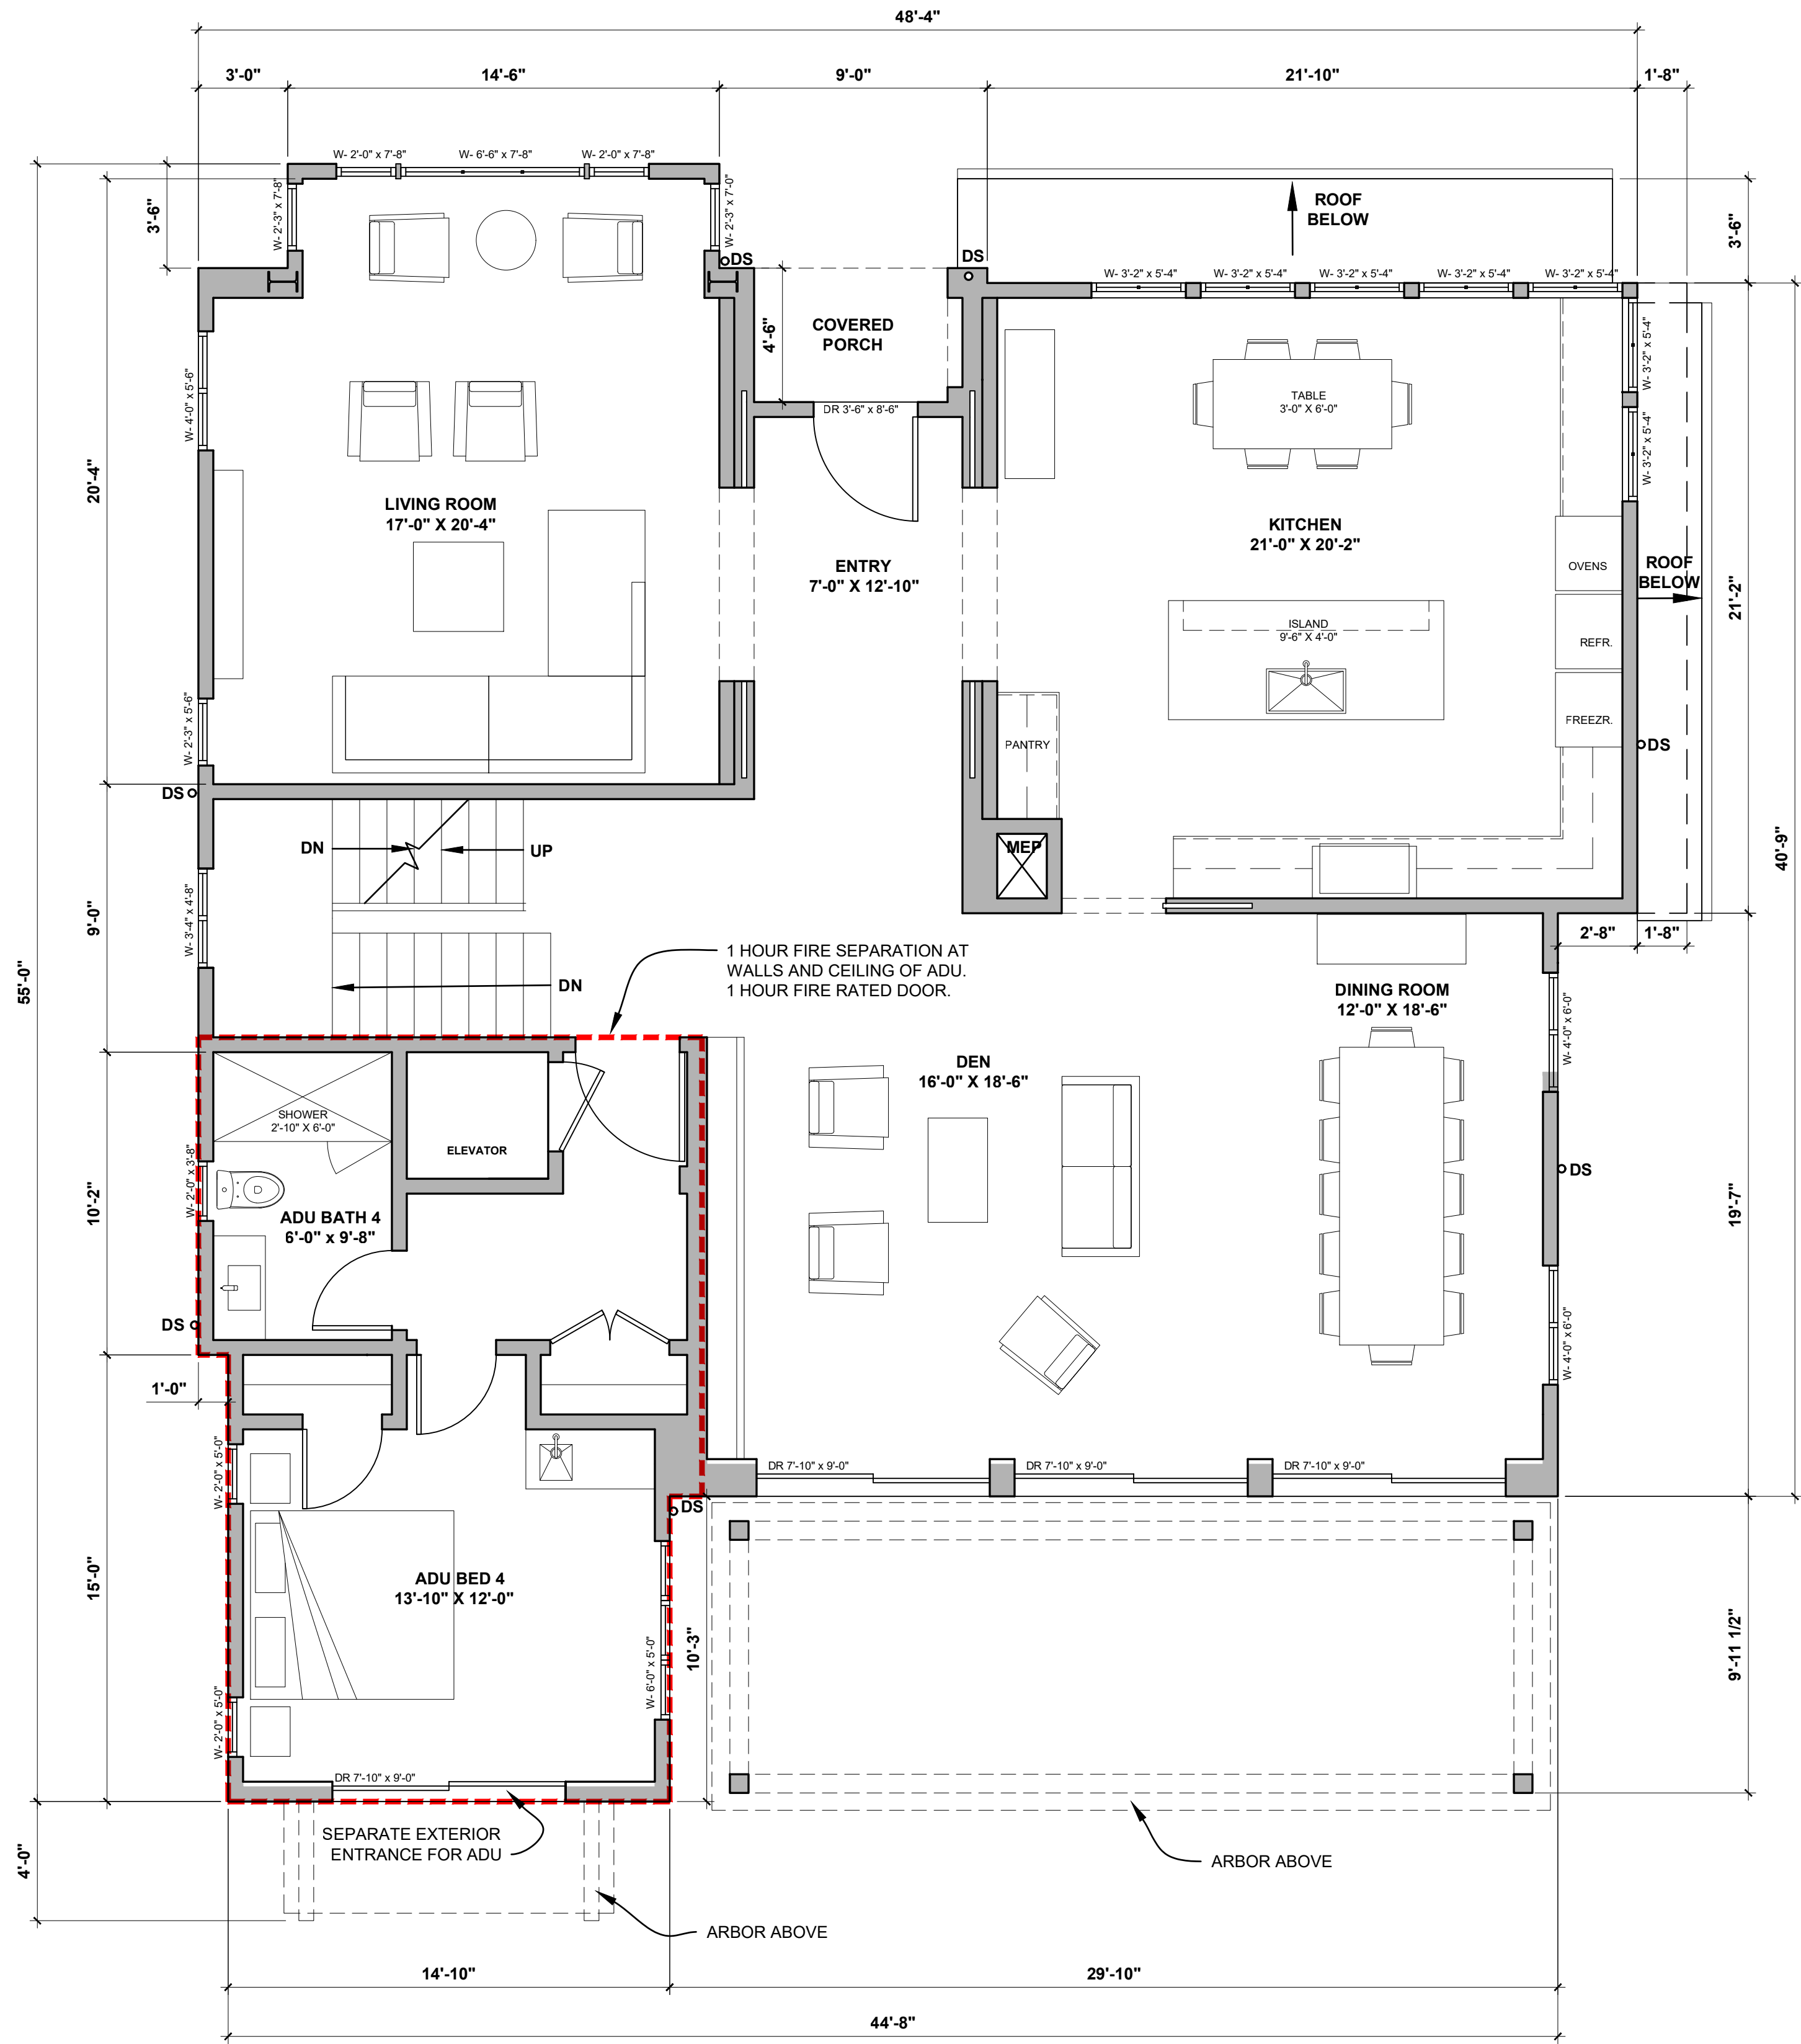 48'-4"
3'-0"
14'-6"
9'-0"
21'-10"
1'-8"
W- 2'-0" x 7'-8"
W- 6'-6" x 7'-8"
W- 2'-0" x 7'-8"
W- 2'-3" x 7'-8"
W- 2'-3" x 7'-0"
3'-6"
ROOF
BELOW
3'-6"
DS
DS
W- 3'-2" x 5'-4"
W- 3'-2" x 5'-4"
W- 3'-2" x 5'-4"
W- 3'-2" x 5'-4"
W- 3'-2" x 5'-4"
COVERED
PORCH
4'-6"
W- 3'-2" x 5'-4"
W- 4'-0" x 5'-6"
DR 3'-6" x 8'-6"
TABLE
3'-0" X 6'-0"
W- 3'-2" x 5'-4"
20'-4"
LIVING ROOM
17'-0" X 20'-4"
KITCHEN
21'-0" X 20'-2"
ENTRY
7'-0" X 12'-10"
OVENS
ROOF
BELOW
21'-2"
ISLAND
9'-6" X 4'-0"
REFR.
FREEZR.
W- 2'-3" x 5'-6"
PANTRY
DS
DS
DN
UP
MEP
40'-9"
W- 3'-4" x 4'-8"
9'-0"
2'-8"
1'-8"
55'-0"
DN
1 HOUR FIRE SEPARATION AT
WALLS AND CEILING OF ADU.
1 HOUR FIRE RATED DOOR.
DINING ROOM
12'-0" X 18'-6"
W- 4'-0" x 6'-0"
DEN
16'-0" X 18'-6"
SHOWER
2'-10" X 6'-0"
ELEVATOR
W- 2'-0" x 3'-8"
DS
10'-2"
19'-7"
ADU BATH 4
6'-0" x 9'-8"
DS
W- 4'-0" x 6'-0"
1'-0"
W- 2'-0" x 5'-0"
DR 7'-10" x 9'-0"
DR 7'-10" x 9'-0"
DR 7'-10" x 9'-0"
DS
15'-0"
ADU BED 4
13'-10" X 12'-0"
10'-3"
9'-11 1/2"
W- 6'-0" x 5'-0"
W- 2'-0" x 5'-0"
DR 7'-10" x 9'-0"
SEPARATE EXTERIOR
ENTRANCE FOR ADU
4'-0"
ARBOR ABOVE
ARBOR ABOVE
14'-10"
29'-10"
44'-8"